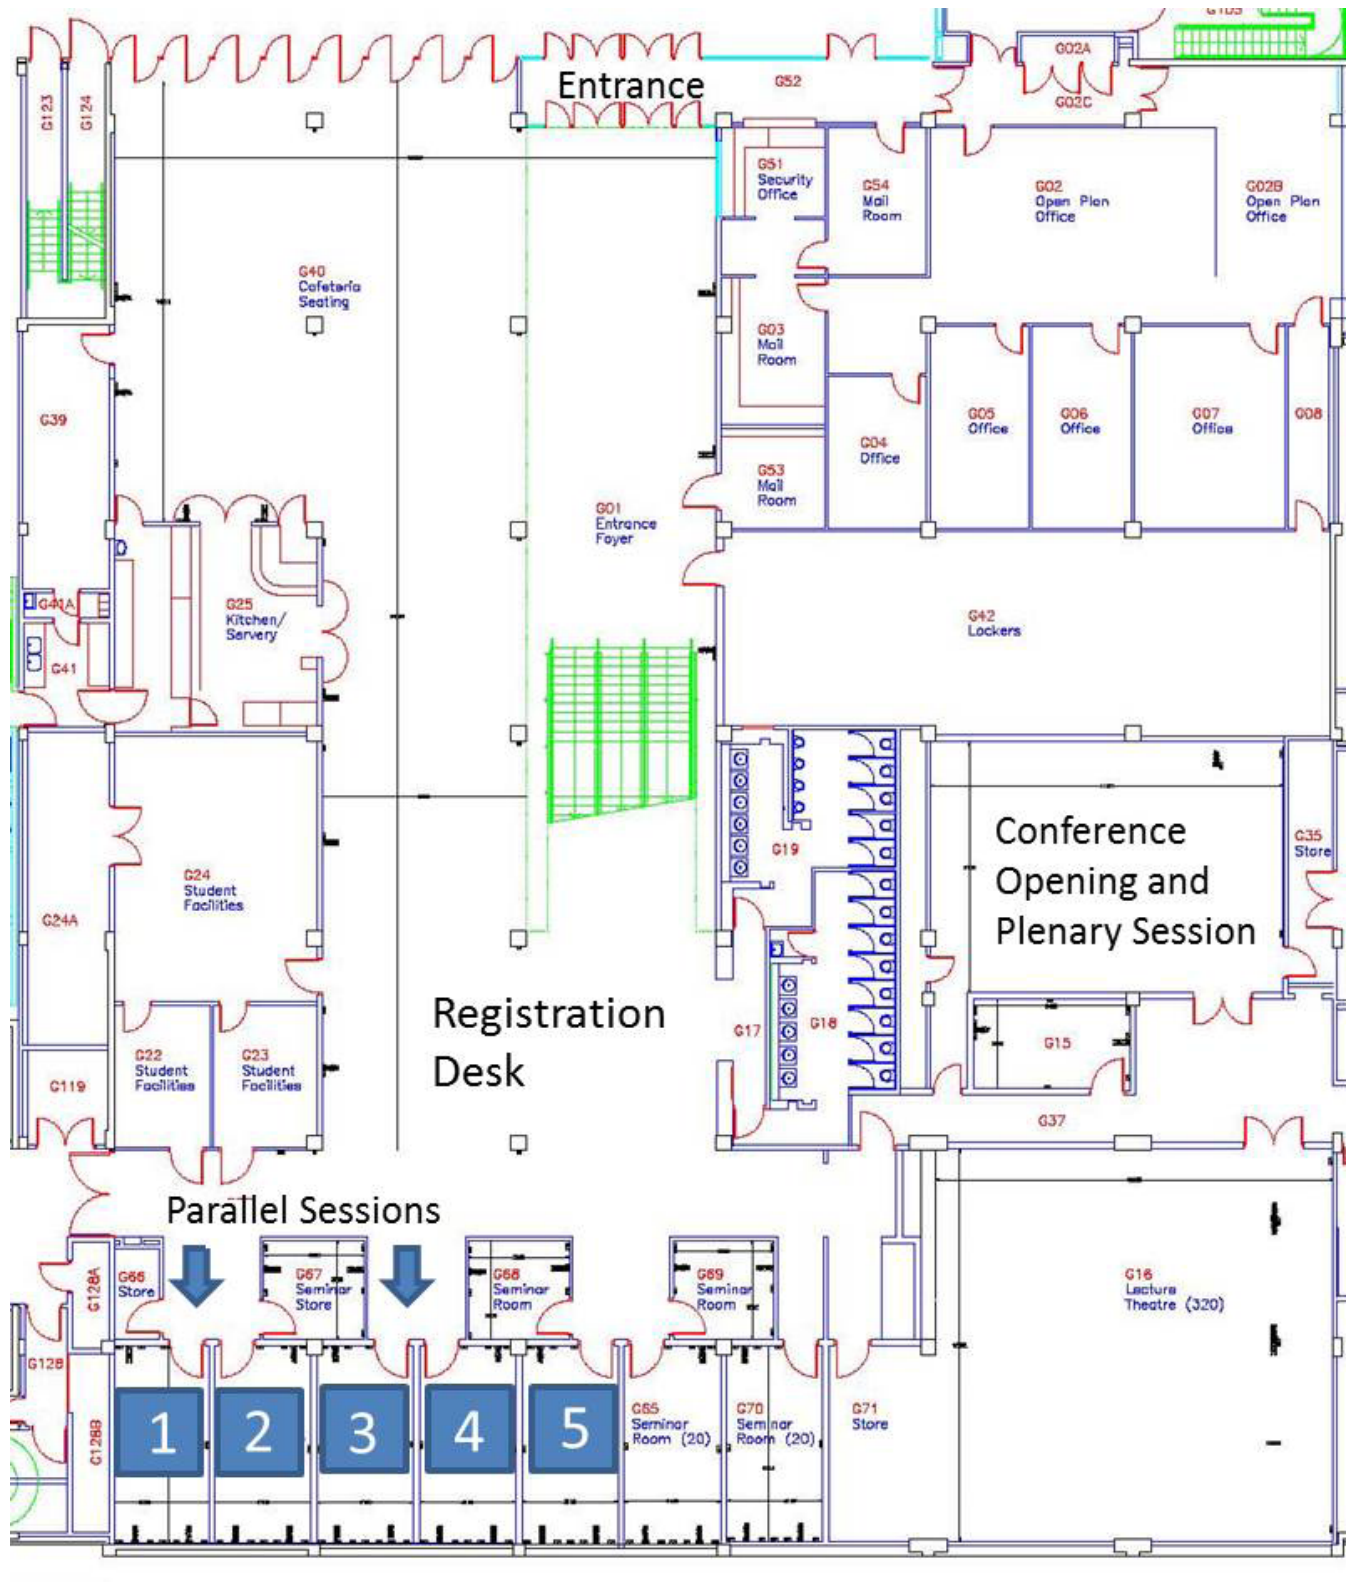 G105
G02A
Entrance
G52
G02C
G123
G124
G51
Security
Office
G54
Mail
Room
G02
Open Plan
Office
G02B
Open Plan
Office
G40
Cafeteria
Seating
G03
Mail
Room
G39
G05
Office
G06
Office
G07
Office
G08
G04
Office
G53
Mail
Room
G01
Entrance
Foyer
G41A
G25
Kitchen/
Servery
G42
Lockers
G41
Conference
Opening and
Plenary Session
G35
Store
G19
G24
Student
Facilities
G24A
Registration
Desk
G17
G18
G15
G22
Student
Facilities
G23
Student
Facilities
G119
G37
Parallel Sessions
G128A
G66
Store
G67
Seminar
Store
G68
Seminar
Room
G69
Seminar
Room
G16
Lecture
Theatre (320)
G128
G128B
1
2
3
4
5
G65
Seminar
Room (20)
G70
Seminar
Room (20)
G71
Store